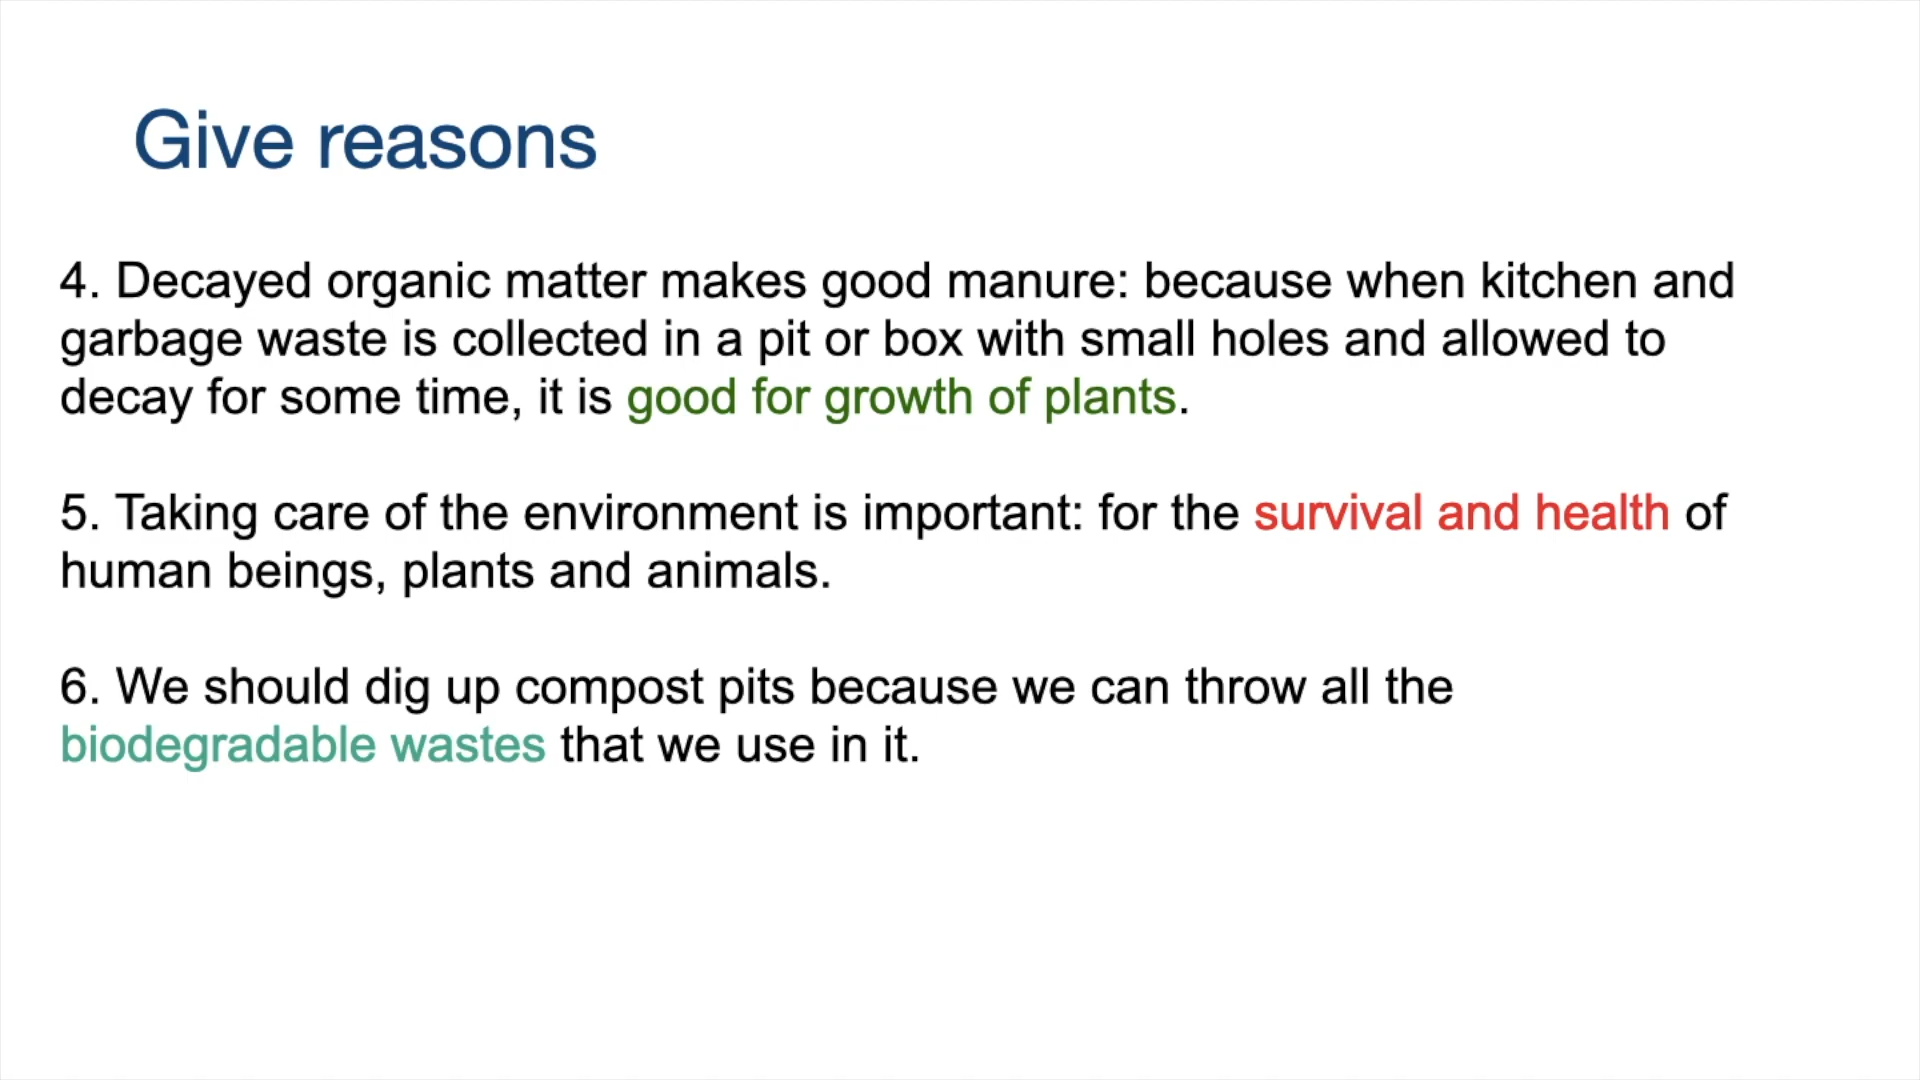 Give reasons
4. Decayed organic matter makes good manure: because when kitchen and
garbage waste is collected in a pit or box with small holes and allowed to
decay for some time, it is good for growth of plants.
5. Taking care of the environment is important: for the survival and health of
human beings, plants and animals.
6. We should dig up compost pits because we can throw all the
biodegradable wastes that we use in it.